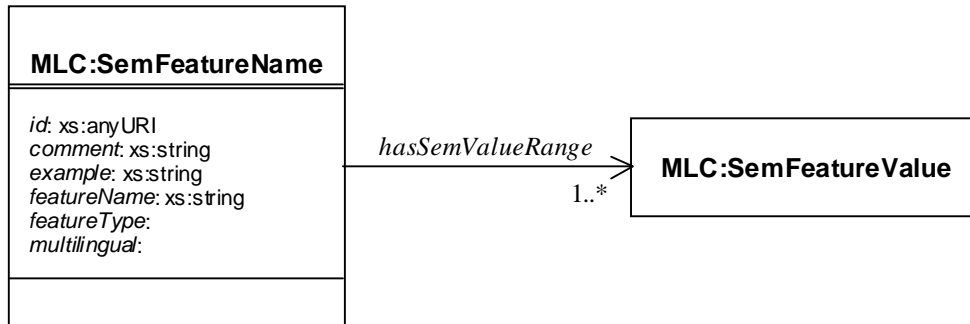 MLC:SemFeatureName
id: xs:anyURI
comment: xs:string
example: xs:string
featureName: xs:string
featureType:
multilingual:
hasSemValueRange
1..*
MLC:SemFeatureValue